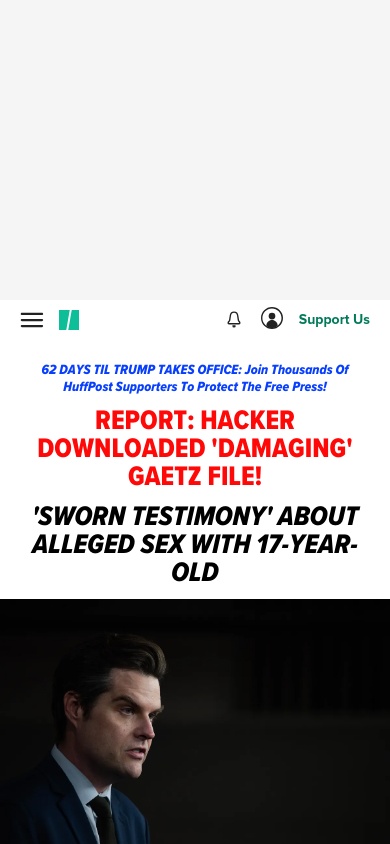 Support Us
62 DAYS TIL TRUMP TAKES OFFICE: Join Thousands Of
HuffPost Supporters To Protect The Free Press!
REPORT: HACKER
DOWNLOADED 'DAMAGING'
GAETZ FILE!
'SWORN TESTIMONY' ABOUT
ALLEGED SEX WITH 17-YEAR-
OLD